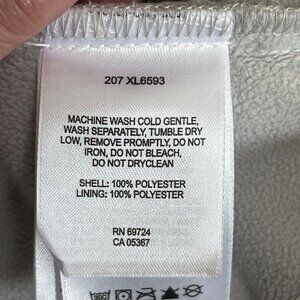 207 XL6593
MACHINE WASH COLD GENTLE,
WASH SEPARATELY, TUMBLE DRY
LOW, REMOVE PROMPTLY, DO NOT
IRON, DO NOT BLEACH,
DO NOT DRYCLEAN
SHELL: 100% POLYESTER
LINING: 100% POLYESTER
RN 69724
CA 05367